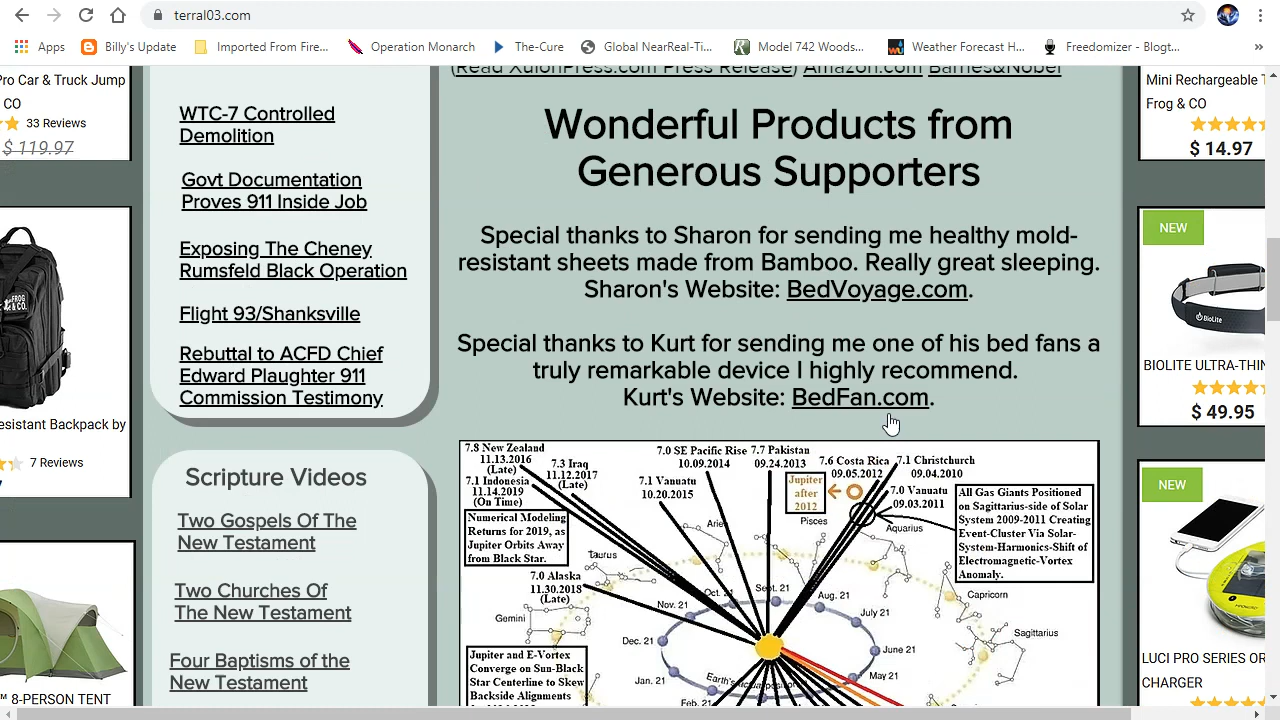 terral03.com
Apps
Billy's Update
Imported From Fire...
Operation Monarch
The-Cure
Global NearReal-Ti...
Model 742 Woods...
Weather Forecast H...
Freedomizer - Blogt...
»
Pro Car & Truck Jump
CO
33 Reviews
$ 119.97
FROG
& CO.
esistant Backpack by
7 Reviews
™ 8-PERSON TENT
WTC-7 Controlled
Demolition
Govt Documentation
Proves 911 Inside Job
Exposing The Cheney
Rumsfeld Black Operation
Flight 93/Shanksville
Rebuttal to ACFD Chief
Edward Plaughter 911
Commission Testimony
Scripture Videos
Two Gospels Of The
New Testament
Two Churches Of
The New Testament
Four Baptisms of the
New Testament
(Read XulonPress.com Press Release) Amazon.com Barnes&Nobel
Wonderful Products from
Generous Supporters
Special thanks to Sharon for sending me healthy mold-
resistant sheets made from Bamboo. Really great sleeping.
Sharon's Website: BedVoyage.com.
Special thanks to Kurt for sending me one of his bed fans a
truly remarkable device I highly recommend.
Kurt's Website: BedFan.com.
7.8 New Zealand
11.13.2016
(Late)
7.1 Indonesia
11.14.2019
(On Time)
7.3 Iraq
11.12.2017
(Late)
7.0 SE Pacific Rise
10.09.2014
7.1 Vanuatu
10.20.2015
7.7 Pakistan
09.24.2013
7.6 Costa Rica
09.05.2012
7.1 Christchurch
09.04.2010
7.0 Vanuatu
09.03.2011
Jupiter
after
2012
All Gas Giants Positioned
on Sagittarius-side of Solar
System 2009-2011 Creating
Event-Cluster Via Solar-
System-Harmonics-Shift of
Electromagnetic-Vortex
Anomaly.
Numerical Modeling
Returns for 2019, as
Jupiter Orbits Away
from Black Star.
7.0 Alaska
11.30.2018
(Late)
Aries
Pisces
Aquarius
Taurus
Capricorn
Gemini
Sagittarius
Oct. 21
Sept. 21
Aug. 21
Nov. 21
July 21
Dec. 21
June 21
Jan. 21
May 21
Feb.
Jupiter and E-Vortex
Converge on Sun-Black
Star Centerline to Skew
Backside Alignments
Mini Rechargeable T
Frog & CO
$ 14.97
NEW
BioLite
BIOLITE ULTRA-THIN
$ 49.95
NEW
LUCI PRO SERIES OR
CHARGER